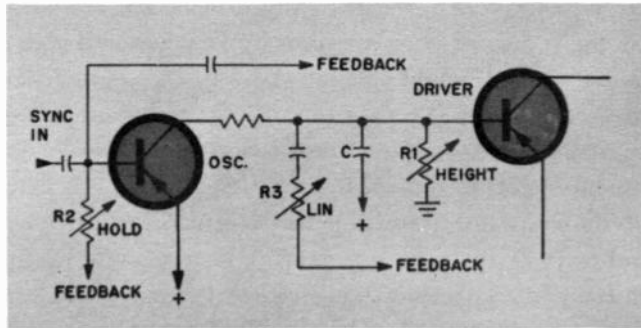 FEEDBACK
DRIVER
SYNC
IN
OSC.
C
R1
HEIGHT
R3
LIN
R2
HOLD
+
+
FEEDBACK
FEEDBACK